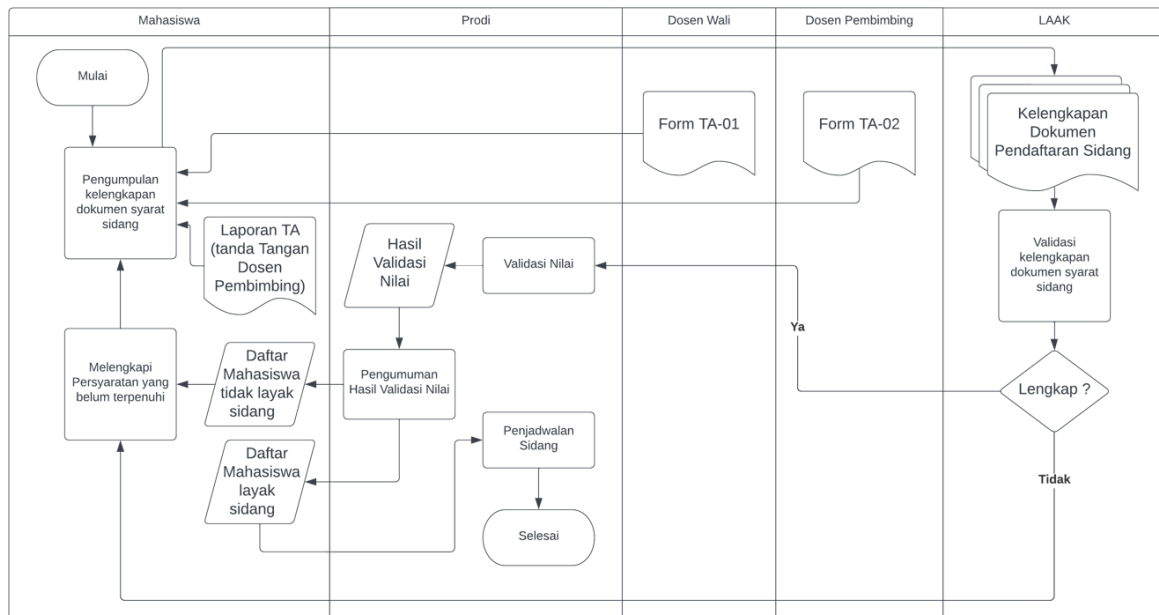 Mahasiswa
Prodi
Dosen Wali
Dosen Pembimbing
LAAK
Mulai
Form TA-01
Form TA-02
Kelengkapan
Dokumen
Pendaftaran Sidang
Pengumpulan
kelengkapan
dokumen syarat
sidang
Laporan TA
(tanda Tangan
Dosen
Pembimbing)
Hasil
Validasi
Nilai
Validasi Nilai
Validasi
kelengkapan
dokumen syarat
sidang
Ya
Melengkapi
Persyaratan yang
belum terpenuhi
Daftar
Mahasiswa
tidak layak
sidang
Pengumuman
Hasil Validasi Nilai
Lengkap ?
Daftar
Mahasiswa
layak
sidang
Penjadwalan
Sidang
Tidak
Selesai